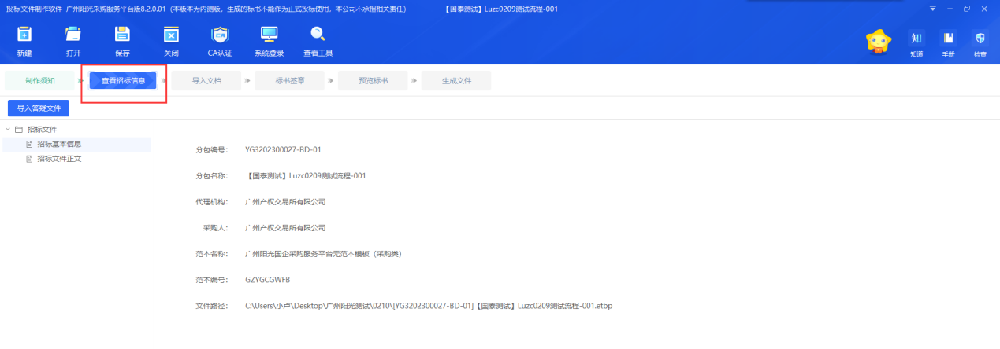 投标文件制作软件 广州阳光采购服务平台版8.2.0.01（本版本为内测版，生成的标书不能作为正式投标使用，本公司不承担相关责任） 【国泰测试】Luzc0209测试流程-001
新建 打开 保存 关闭 CA认证 系统登录 查看工具 知道 手册 检查
CA
知!
制作须知 查看招标信息 导入文档 标书签章 预览标书 生成文件
导入答疑文件
招标文件
招标基本信息
招标文件正文
分包编号： YG3202300027-BD-01
分包名称： 【国泰测试】Luzc0209测试流程-001
代理机构： 广州产权交易所有限公司
采购人： 广州产权交易所有限公司
范本名称： 广州阳光国企采购服务平台无范本模板（采购类）
范本编号： GZYGCGWFB
文件路径： C:\Users\小卢\Desktop\广州阳光测试\0210\[YG3202300027-BD-01]【国泰测试】Luzc0209测试流程-001.etbp